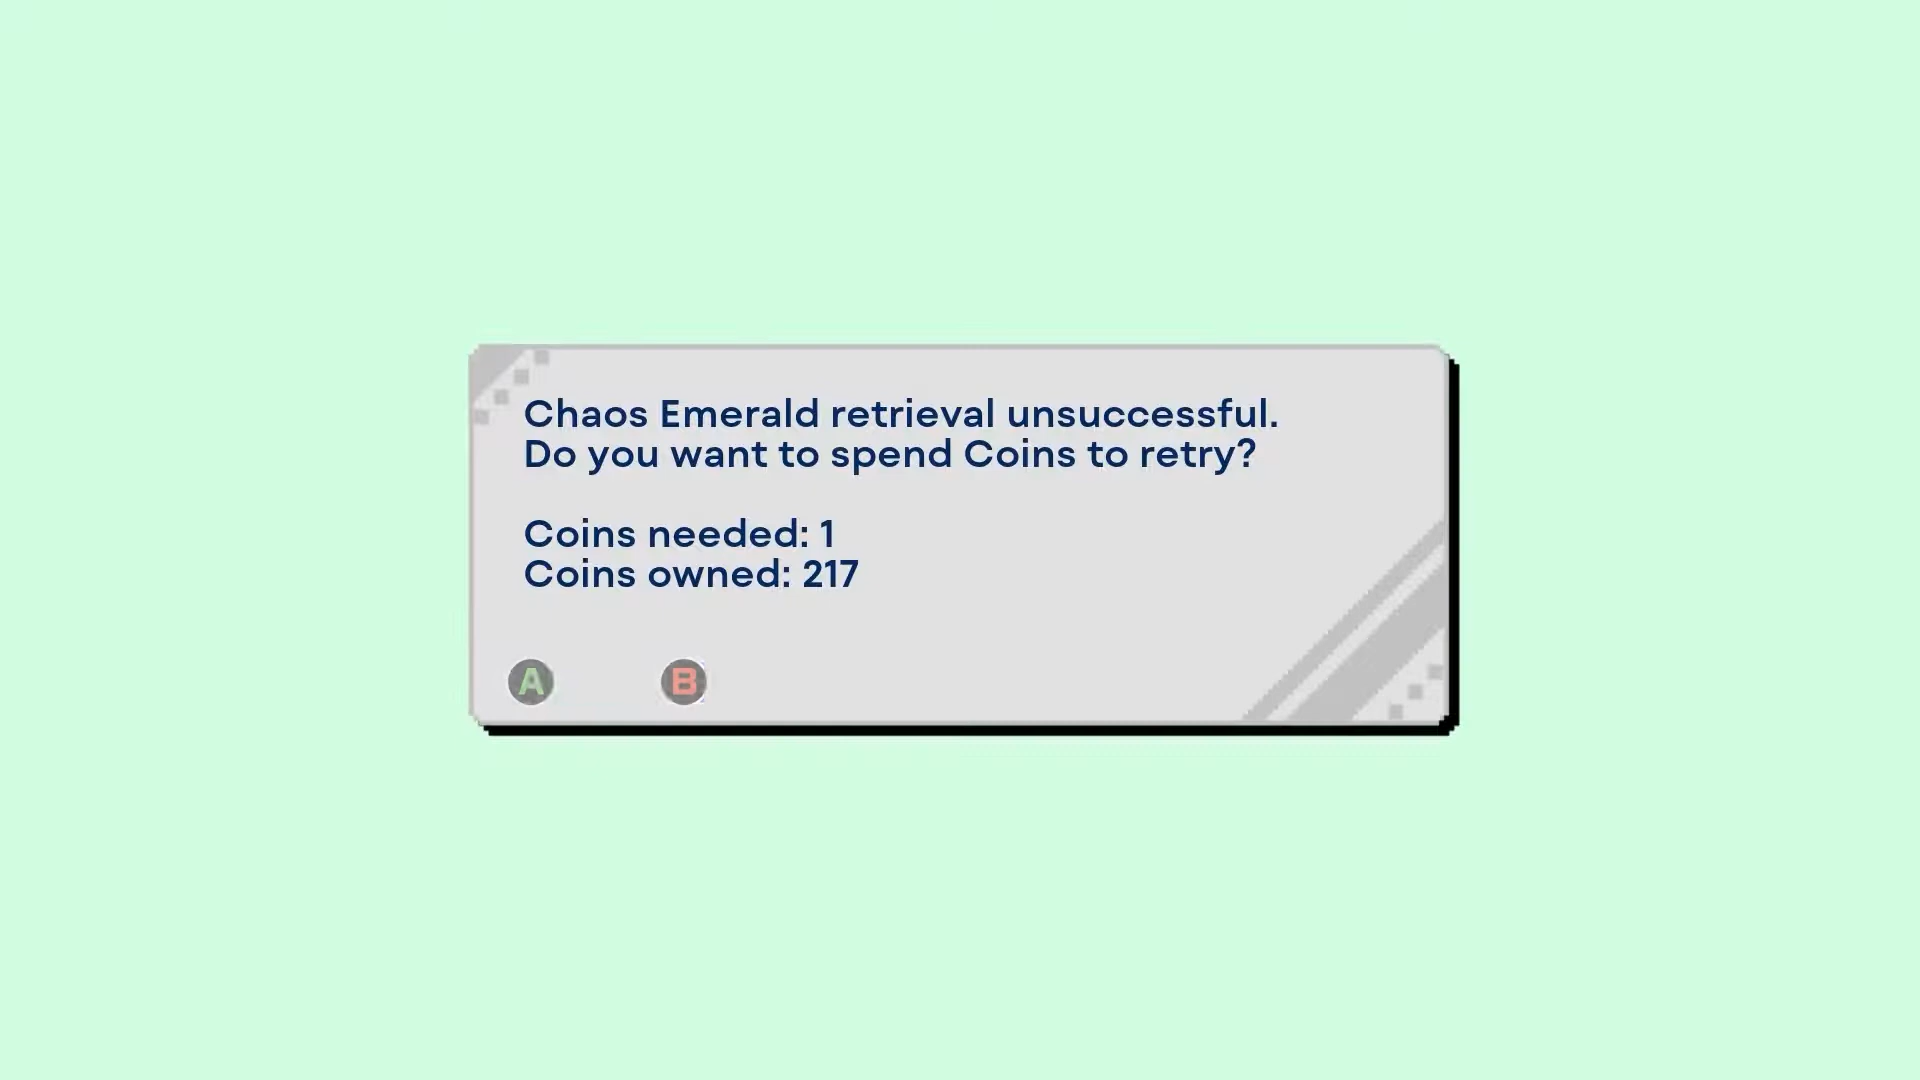 Chaos Emerald retrieval unsuccessful.
Do you want to spend Coins to retry?
Coins needed: 1
Coins owned: 217
A B